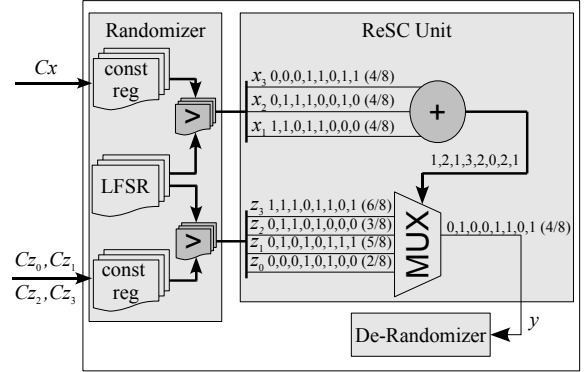 Randomizer
ReSC Unit
Cx
const
reg
>
LFSR
>
const
reg
Cz0, Cz1
Cz2, Cz3
x3 0,0,0,1,1,0,1,1 (4/8)
x2 0,1,1,1,0,0,1,0 (4/8)
x1 1,1,0,1,1,0,0,0 (4/8)
+
1,2,1,3,2,0,2,1
z3 1,1,1,0,1,1,0,1 (6/8)
z2 0,1,1,0,1,0,0,0 (3/8)
z1 0,1,0,1,0,1,1,1 (5/8)
z0 0,0,0,1,0,1,0,0 (2/8)
MUX
0,1,0,0,1,1,0,1 (4/8)
y
De-Randomizer